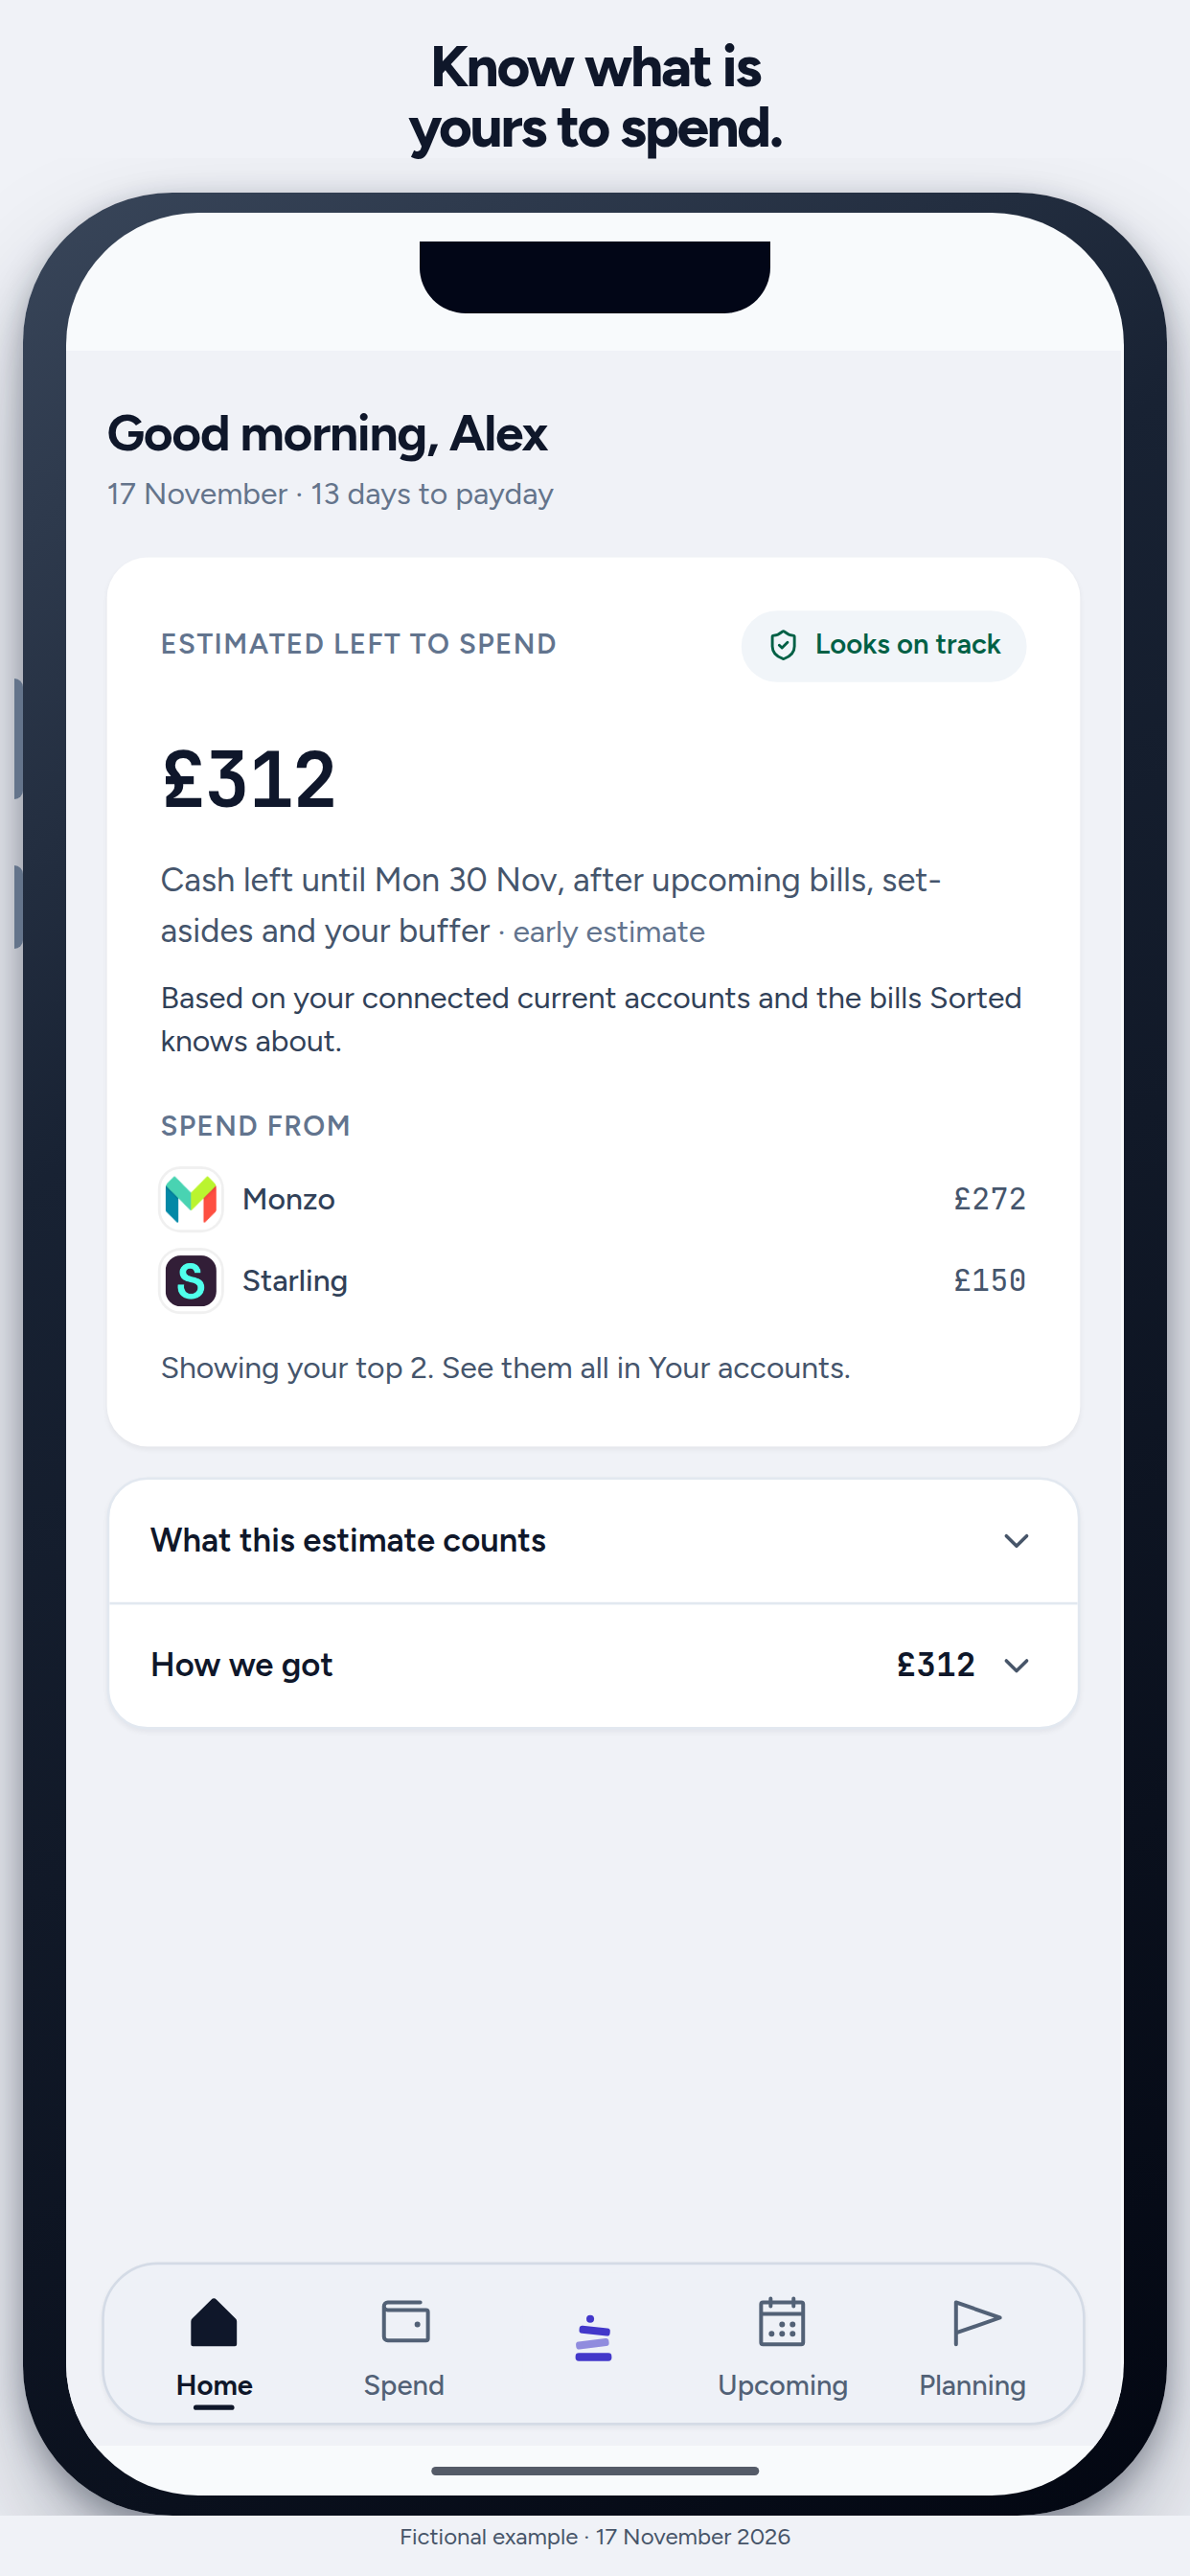 Know what is
yours to spend.
Good morning, Alex
17 November · 13 days to payday
ESTIMATED LEFT TO SPEND
Looks on track
£312
Cash left until Mon 30 Nov, after upcoming bills, set-
asides and your buffer · early estimate
Based on your connected current accounts and the bills Sorted
knows about.
SPEND FROM
Monzo £272
Starling £150
Showing your top 2. See them all in Your accounts.
What this estimate counts
How we got £312
Home Spend Upcoming Planning
Fictional example · 17 November 2026